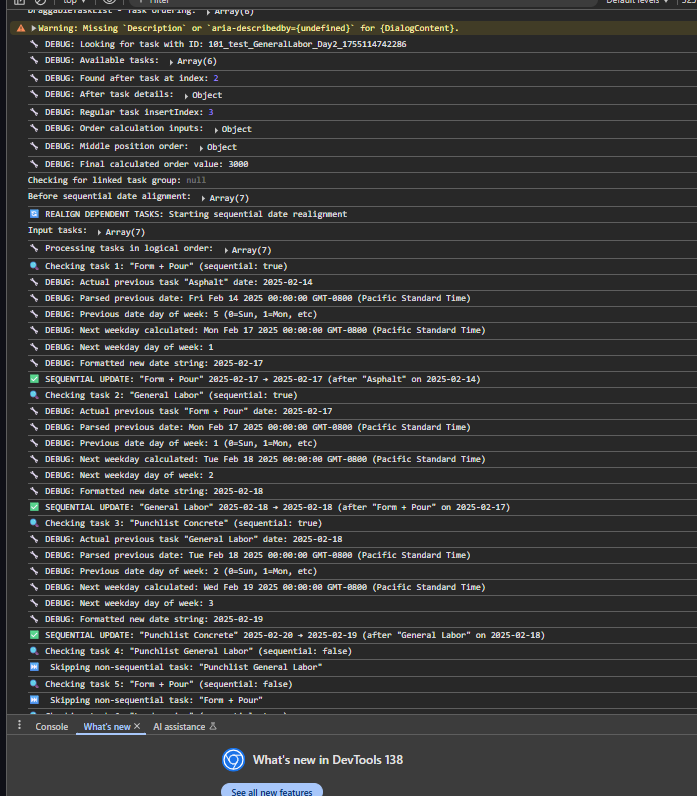 top
Filter
Default levels
DraggableTaskList - Task ordering: ▸ Array(6)
▸Warning: Missing `Description` or `aria-describedby={undefined}` for {DialogContent}.
🔧 DEBUG: Looking for task with ID: 101_test_GeneralLabor_Day2_1755114742286
🔧 DEBUG: Available tasks: ▸ Array(6)
🔧 DEBUG: Found after task at index: 2
🔧 DEBUG: After task details: ▸ Object
🔧 DEBUG: Regular task insertIndex: 3
🔧 DEBUG: Order calculation inputs: ▸ Object
🔧 DEBUG: Middle position order: ▸ Object
🔧 DEBUG: Final calculated order value: 3000
Checking for linked task group: null
Before sequential date alignment: ▸ Array(7)
🔄 REALIGN DEPENDENT TASKS: Starting sequential date realignment
Input tasks: ▸ Array(7)
🔧 Processing tasks in logical order: ▸ Array(7)
🔍 Checking task 1: "Form + Pour" (sequential: true)
🔧 DEBUG: Actual previous task "Asphalt" date: 2025-02-14
🔧 DEBUG: Parsed previous date: Fri Feb 14 2025 00:00:00 GMT-0800 (Pacific Standard Time)
🔧 DEBUG: Previous date day of week: 5 (0=Sun, 1=Mon, etc)
🔧 DEBUG: Next weekday calculated: Mon Feb 17 2025 00:00:00 GMT-0800 (Pacific Standard Time)
🔧 DEBUG: Next weekday day of week: 1
🔧 DEBUG: Formatted new date string: 2025-02-17
✅ SEQUENTIAL UPDATE: "Form + Pour" 2025-02-17 → 2025-02-17 (after "Asphalt" on 2025-02-14)
🔍 Checking task 2: "General Labor" (sequential: true)
🔧 DEBUG: Actual previous task "Form + Pour" date: 2025-02-17
🔧 DEBUG: Parsed previous date: Mon Feb 17 2025 00:00:00 GMT-0800 (Pacific Standard Time)
🔧 DEBUG: Previous date day of week: 1 (0=Sun, 1=Mon, etc)
🔧 DEBUG: Next weekday calculated: Tue Feb 18 2025 00:00:00 GMT-0800 (Pacific Standard Time)
🔧 DEBUG: Next weekday day of week: 2
🔧 DEBUG: Formatted new date string: 2025-02-18
✅ SEQUENTIAL UPDATE: "General Labor" 2025-02-18 → 2025-02-18 (after "Form + Pour" on 2025-02-17)
🔍 Checking task 3: "Punchlist Concrete" (sequential: true)
🔧 DEBUG: Actual previous task "General Labor" date: 2025-02-18
🔧 DEBUG: Parsed previous date: Tue Feb 18 2025 00:00:00 GMT-0800 (Pacific Standard Time)
🔧 DEBUG: Previous date day of week: 2 (0=Sun, 1=Mon, etc)
🔧 DEBUG: Next weekday calculated: Wed Feb 19 2025 00:00:00 GMT-0800 (Pacific Standard Time)
🔧 DEBUG: Next weekday day of week: 3
🔧 DEBUG: Formatted new date string: 2025-02-19
✅ SEQUENTIAL UPDATE: "Punchlist Concrete" 2025-02-20 → 2025-02-19 (after "General Labor" on 2025-02-18)
🔍 Checking task 4: "Punchlist General Labor" (sequential: false)
⏭ Skipping non-sequential task: "Punchlist General Labor"
🔍 Checking task 5: "Form + Pour" (sequential: false)
⏭ Skipping non-sequential task: "Form + Pour"
Console What's new × AI assistance
What's new in DevTools 138
See all new features